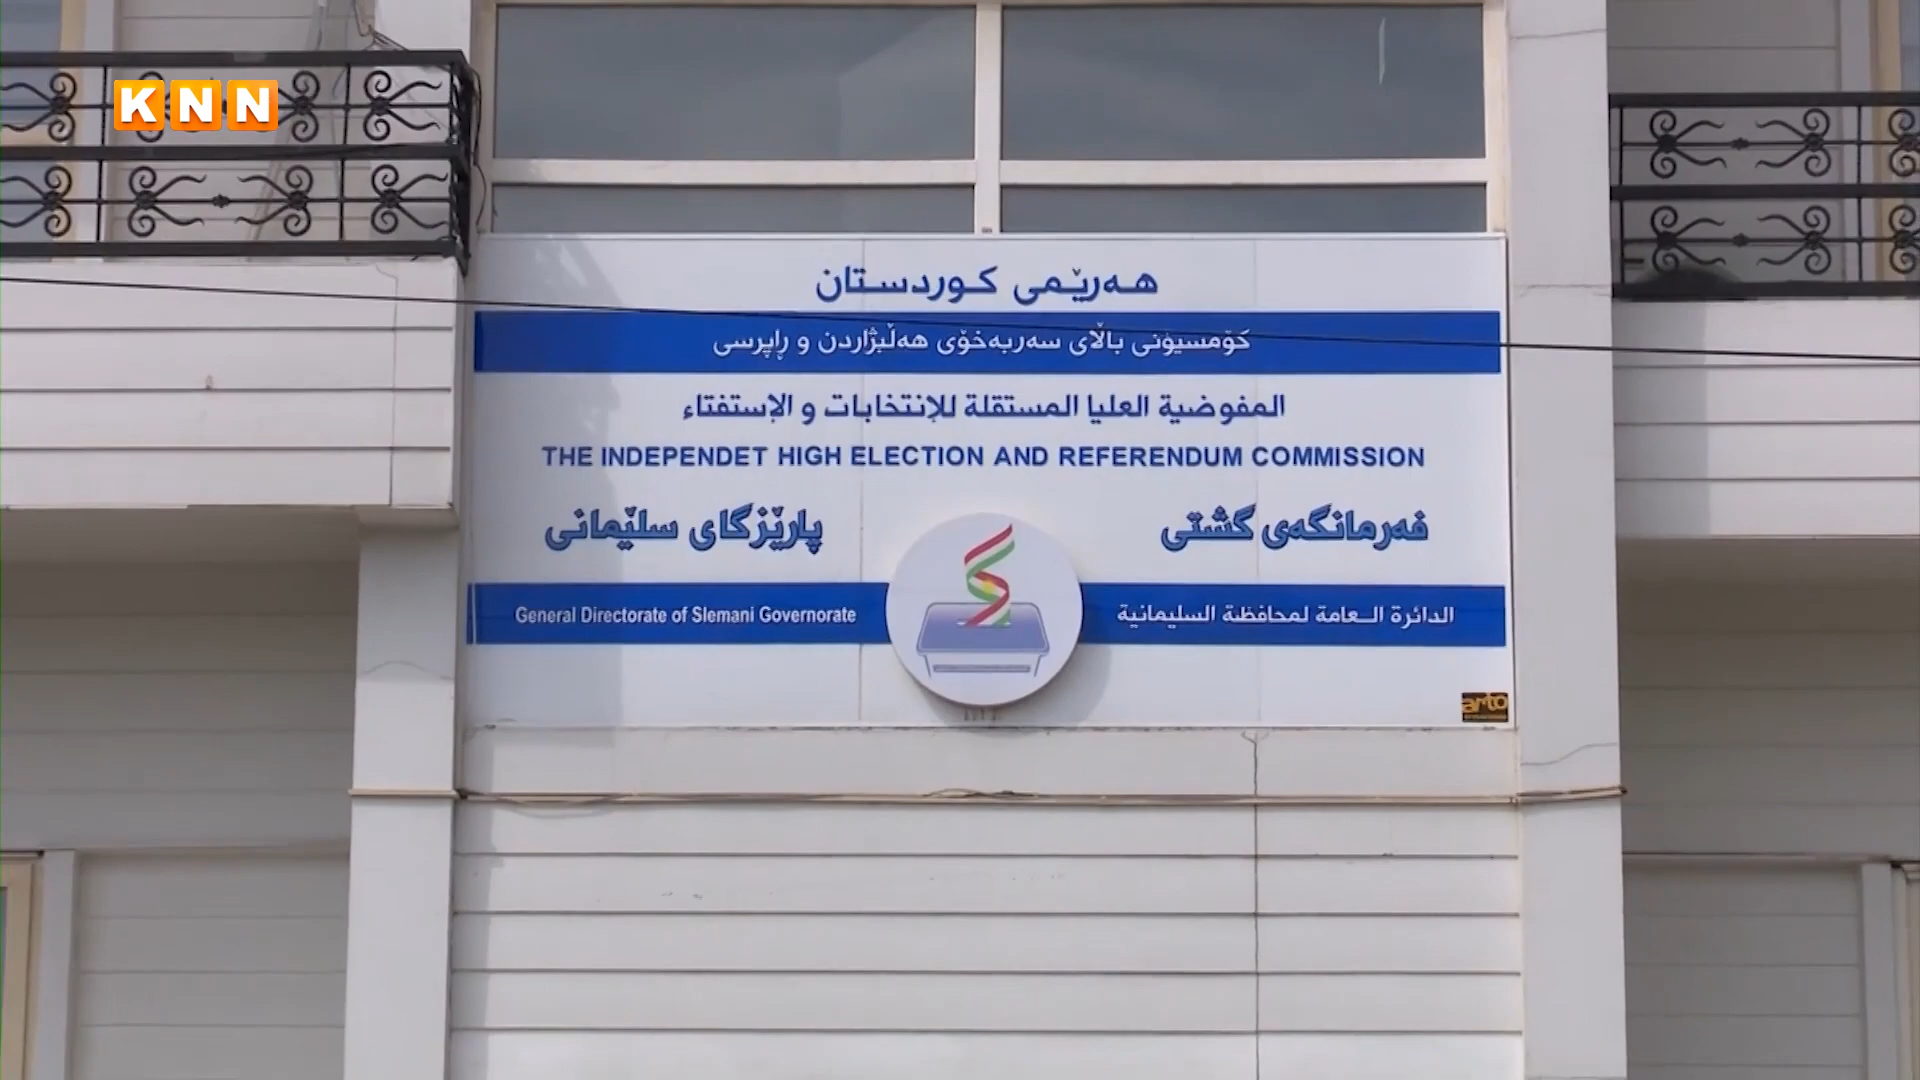 KNN
هەرێمی کوردستان
کۆمسیۆنی باڵای سەربەخۆی هەڵبژاردن و ڕاپرسی
المفوضية العليا المستقلة للإنتخابات و الإستفتاء
THE INDEPENDET HIGH ELECTION AND REFERENDUM COMMISSION
فەرمانگەی گشتی پارێزگای سلێمانی
الدائرة العامة لمحافظة السليمانية
General Directorate of Slemani Governorate
arto